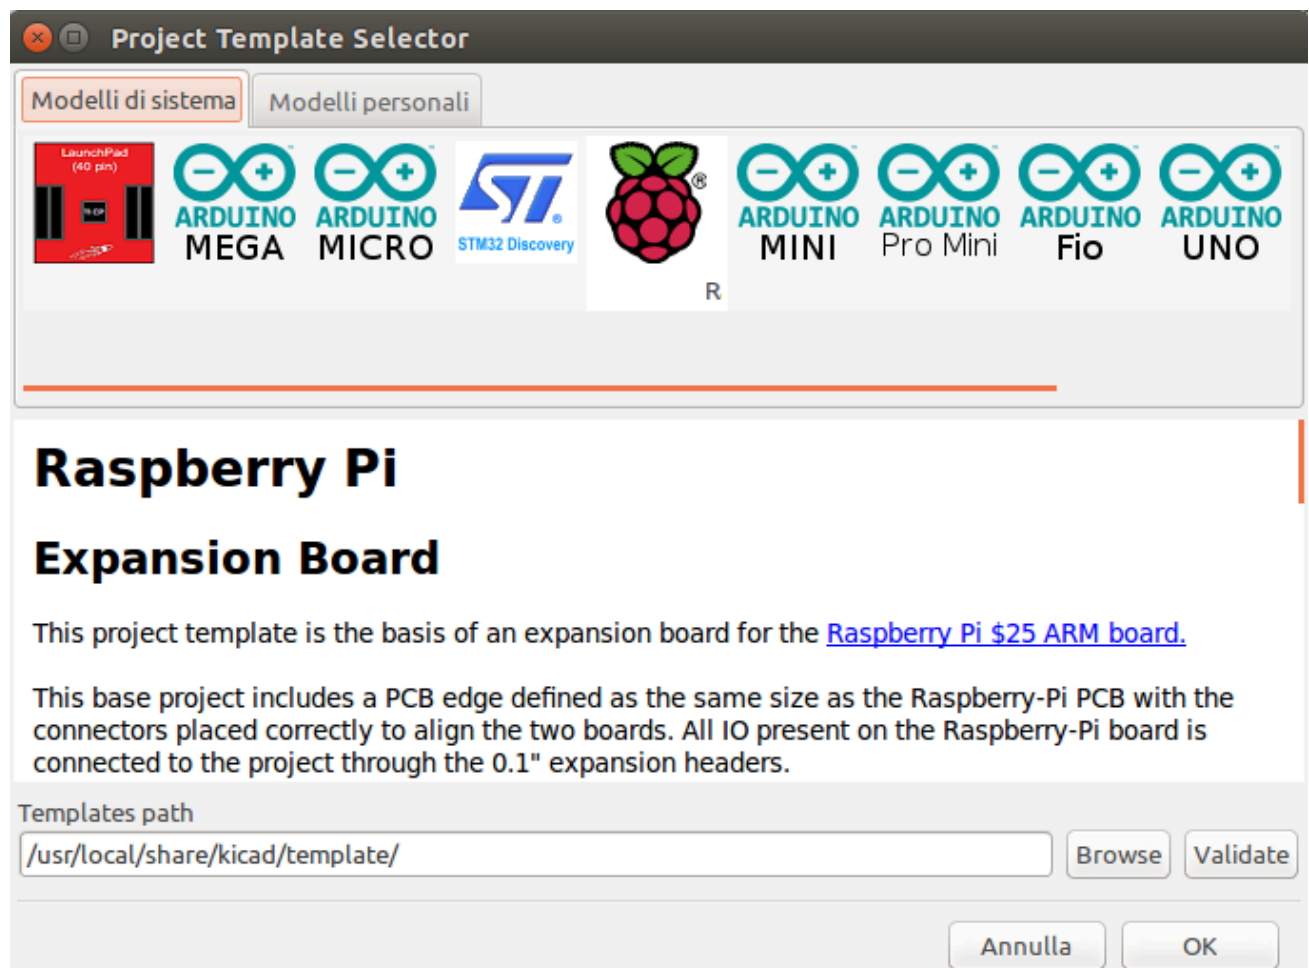 Project Template Selector
Modelli di sistema
Modelli personali
LaunchPad
(40 pin)
ARDUINO
MEGA
ARDUINO
MICRO
STM32 Discovery
®
R
ARDUINO
MINI
ARDUINO
Pro Mini
ARDUINO
Fio
ARDUINO
UNO
Raspberry Pi
Expansion Board
This project template is the basis of an expansion board for the Raspberry Pi $25 ARM board.
This base project includes a PCB edge defined as the same size as the Raspberry-Pi PCB with the
connectors placed correctly to align the two boards. All IO present on the Raspberry-Pi board is
connected to the project through the 0.1" expansion headers.
Templates path
/usr/local/share/kicad/template/
Browse
Validate
Annulla
OK